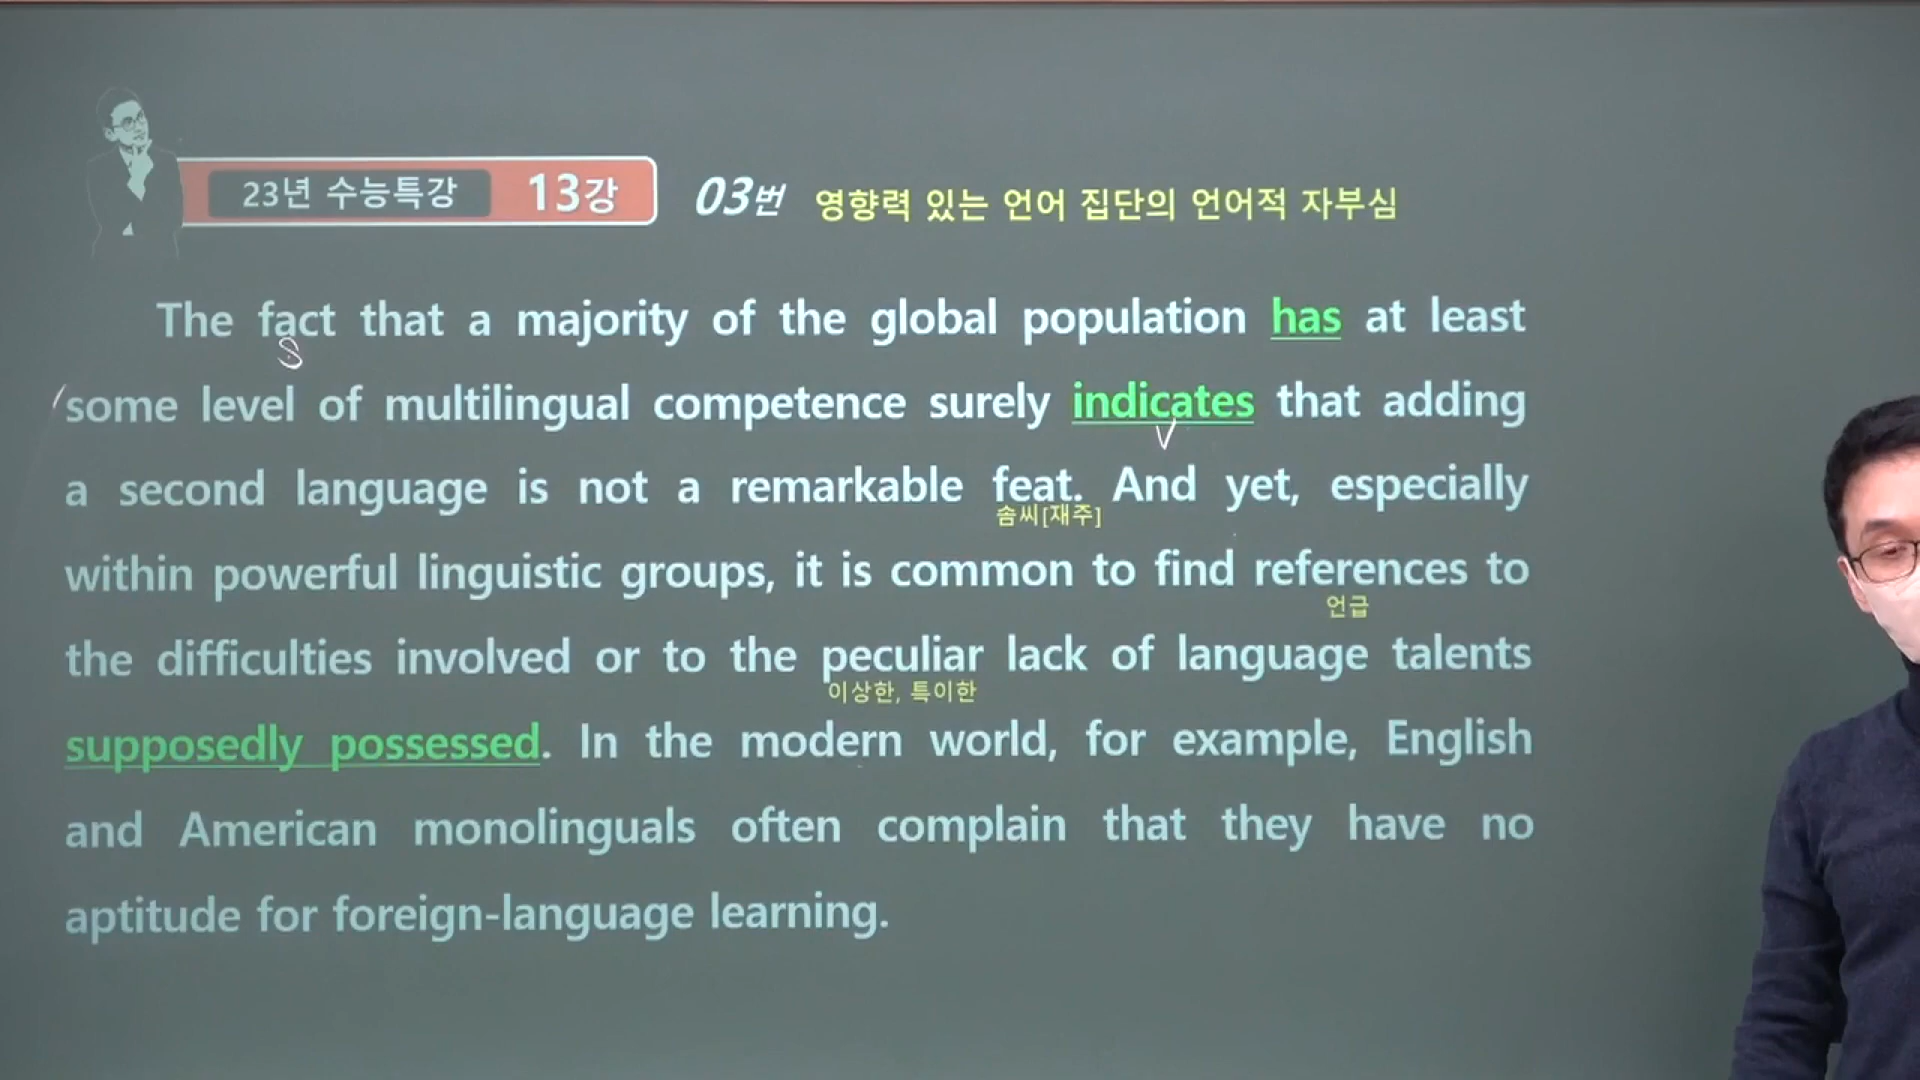 23년 수능특강 13강 03번 영향력 있는 언어 집단의 언어적 자부심
The fact that a majority of the global population has at least
S
some level of multilingual competence surely indicates that adding
V
a second language is not a remarkable feat. And yet, especially
솜씨[재주]
within powerful linguistic groups, it is common to find references to
언급
the difficulties involved or to the peculiar lack of language talents
이상한, 특이한
supposedly possessed. In the modern world, for example, English
and American monolinguals often complain that they have no
aptitude for foreign-language learning.